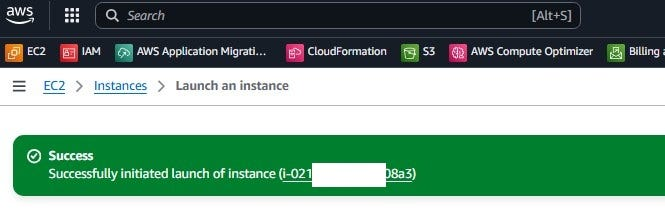 aws Search [Alt+S]
EC2 IAM AWS Application Migrati... CloudFormation S3 AWS Compute Optimizer Billing a
EC2 > Instances > Launch an instance
Success
Successfully initiated launch of instance (i-021 08a3)